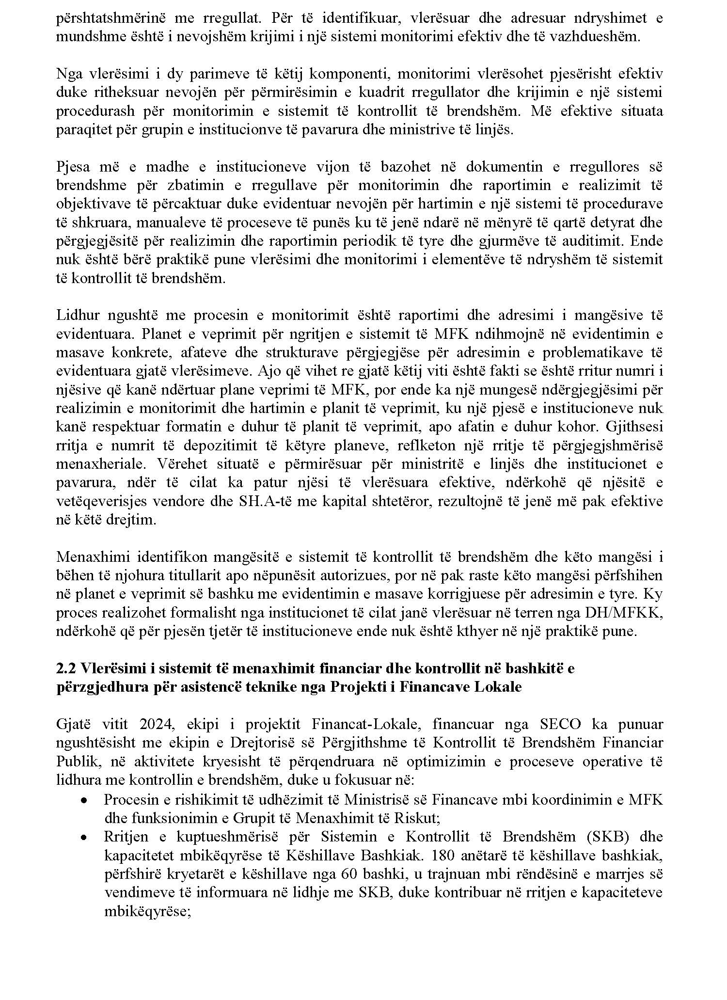 përshtatshmërinë me rregullat. Për të identifikuar, vlerësuar dhe adresuar ndryshimet e
mundshme është i nevojshëm krijimi i një sistemi monitorimi efektiv dhe të vazhdueshëm.
Nga vlerësimi i dy parimeve të këtij komponenti, monitorimi vlerësohet pjesërisht efektiv
duke ritheksuar nevojën për përmirësimin e kuadrit rregullator dhe krijimin e një sistemi
procedurash për monitorimin e sistemit të kontrollit të brendshëm. Më efektive situata
paraqitet për grupin e institucionve të pavarura dhe ministrive të linjës.
Pjesa më e madhe e institucioneve vijon të bazohet në dokumentin e rregullores së
brendshme për zbatimin e rregullave për monitorimin dhe raportimin e realizimit të
objektivave të përcaktuar duke evidentuar nevojën për hartimin e një sistemi të procedurave
të shkruara, manualeve të proceseve të punës ku të jenë ndarë në mënyrë të qartë detyrat dhe
përgjegjësitë për realizimin dhe raportimin periodik të tyre dhe gjurmëve të auditimit. Ende
nuk është bërë praktikë pune vlerësimi dhe monitorimi i elementëve të ndryshëm të sistemit
të kontrollit të brendshëm.
Lidhur ngushtë me procesin e monitorimit është raportimi dhe adresimi i mangësive të
evidentuara. Planet e veprimit për ngritjen e sistemit të MFK ndihmojnë në evidentimin e
masave konkrete, afateve dhe strukturave përgjegjëse për adresimin e problematikave të
evidentuara gjatë vlerësimeve. Ajo që vihet re gjatë këtij viti është fakti se është rritur numri i
njësive që kanë ndërtuar plane veprimi të MFK, por ende ka një mungesë ndërgjegjësimi për
realizimin e monitorimit dhe hartimin e planit të veprimit, ku një pjesë e institucioneve nuk
kanë respektuar formatin e duhur të planit të veprimit, apo afatin e duhur kohor. Gjithsesi
rritja e numrit të depozitimit të këtyre planeve, reflketon një rritje të përgjegjshmërisë
menaxheriale. Vërehet situatë e përmirësuar për ministritë e linjës dhe institucionet e
pavarura, ndër të cilat ka patur njësi të vlerësuara efektive, ndërkohë që njësitë e
vetëqeverisjes vendore dhe SH.A-të me kapital shtetëror, rezultojnë të jenë më pak efektive
në këtë drejtim.
Menaxhimi identifikon mangësitë e sistemit të kontrollit të brendshëm dhe këto mangësi i
bëhen të njohura titullarit apo nëpunësit autorizues, por në pak raste këto mangësi përfshihen
në planet e veprimit së bashku me evidentimin e masave korrigjuese për adresimin e tyre. Ky
proces realizohet formalisht nga institucionet të cilat janë vlerësuar në terren nga DH/MFKK,
ndërkohë që për pjesën tjetër të institucioneve ende nuk është kthyer në një praktikë pune.
2.2 Vlerësimi i sistemit të menaxhimit financiar dhe kontrollit në bashkitë e
përzgjedhura për asistencë teknike nga Projekti i Financave Lokale
Gjatë vitit 2024, ekipi i projektit Financat-Lokale, financuar nga SECO ka punuar
ngushtësisht me ekipin e Drejtorisë së Përgjithshme të Kontrollit të Brendshëm Financiar
Publik, në aktivitete kryesisht të përqendruara në optimizimin e proceseve operative të
lidhura me kontrollin e brendshëm, duke u fokusuar në:
• Procesin e rishikimit të udhëzimit të Ministrisë së Financave mbi koordinimin e MFK
dhe funksionimin e Grupit të Menaxhimit të Riskut;
• Rritjen e kuptueshmërisë për Sistemin e Kontrollit të Brendshëm (SKB) dhe
kapacitetet mbikëqyrëse të Këshillave Bashkiak. 180 anëtarë të këshillave bashkiak,
përfshirë kryetarët e këshillave nga 60 bashki, u trajnuan mbi rëndësinë e marrjes së
vendimeve të informuara në lidhje me SKB, duke kontribuar në rritjen e kapaciteteve
mbikëqyrëse;